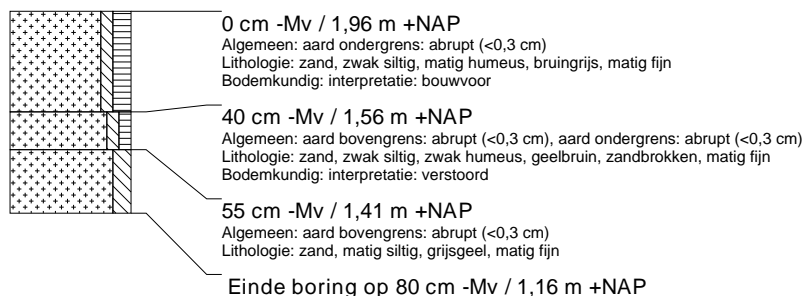 0 cm -Mv / 1,96 m +NAP
Algemeen: aard ondergrens: abrupt (<0,3 cm)
Lithologie: zand, zwak siltig, matig humeus, bruingrijs, matig fijn
Bodemkundig: interpretatie: bouwvoor
40 cm -Mv / 1,56 m +NAP
Algemeen: aard bovengrens: abrupt (<0,3 cm), aard ondergrens: abrupt (<0,3 cm)
Lithologie: zand, zwak siltig, zwak humeus, geelbruin, zandbrokken, matig fijn
Bodemkundig: interpretatie: verstoord
55 cm -Mv / 1,41 m +NAP
Algemeen: aard bovengrens: abrupt (<0,3 cm)
Lithologie: zand, matig siltig, grijsgeel, matig fijn
Einde boring op 80 cm -Mv / 1,16 m +NAP